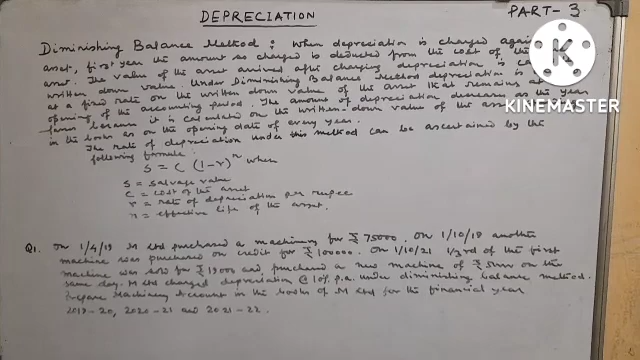 DEPRECIATION
PART-3
Diminishing Balance Method : When depreciation is charged again
asset, first year the amount so charged is deducted from the cost of the
asset. The value of the asset arrived after charging depreciation is ca
written down value. Under Diminishing Balance Method depreciation is
at a fixed rate on the written down value of the asset that remains at
opening of the accounting period. The amount of depreciation decreases as the year
because it is calculated on the written-down value of the asset
in the books as on the opening date of every year.
The rate of depreciation under this method can be ascertained by the
following formula :
S = C (1-r)^n when
S = Salvage value
C = cost of the asset
r = rate of depreciation per rupee
n = effective life of the asset.
Q1. On 1/4/19 M Ltd purchased a machinery for ₹ 75000. On 1/10/19 another
machine was purchased on credit for ₹ 100000. On 1/10/21 1/3rd of the first
machine was sold for ₹ and purchased a new machine of ₹ on the
same day. M Ltd charged depreciation @ 10% p.a. under diminishing balance method.
Prepare Machinery Account in the books of M Ltd for the financial year
2019-20, 2020-21 and 2021-22.
K
KINEMASTER